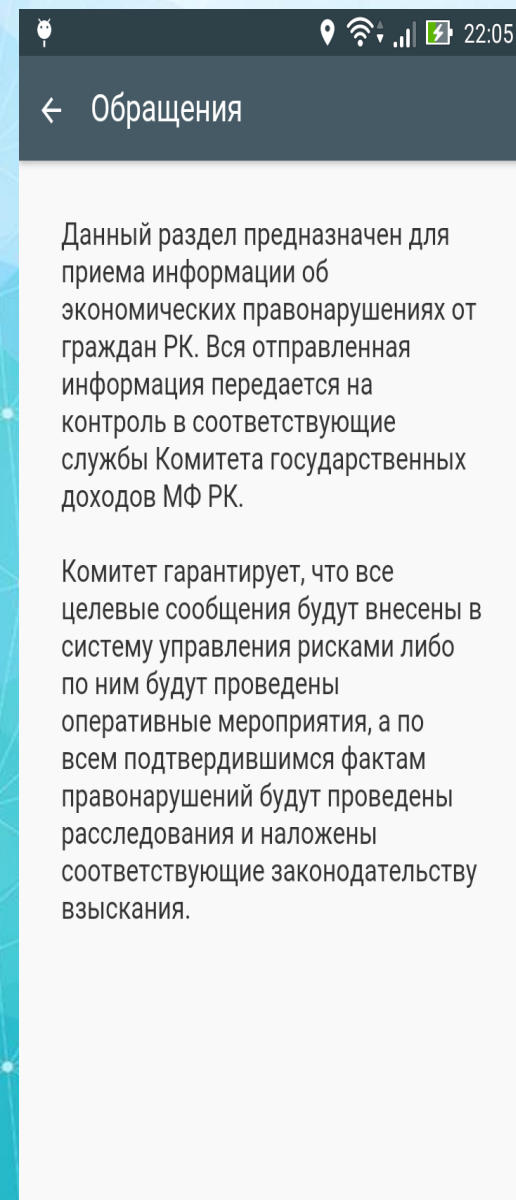 22:05
Обращения
Данный раздел предназначен для
приема информации об
экономических правонарушениях от
граждан РК. Вся отправленная
информация передается на
контроль в соответствующие
службы Комитета государственных
доходов МФ РК.
Комитет гарантирует, что все
целевые сообщения будут внесены в
систему управления рисками либо
по ним будут проведены
оперативные мероприятия, а по
всем подтвердившимся фактам
правонарушений будут проведены
расследования и наложены
соответствующие законодательству
взыскания.